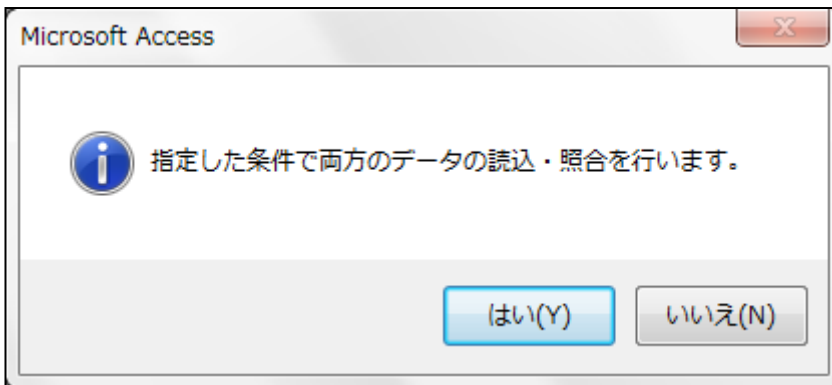 Microsoft Access
指定した条件で両方のデータの読込・照合を行います。
はい(Y)
いいえ(N)